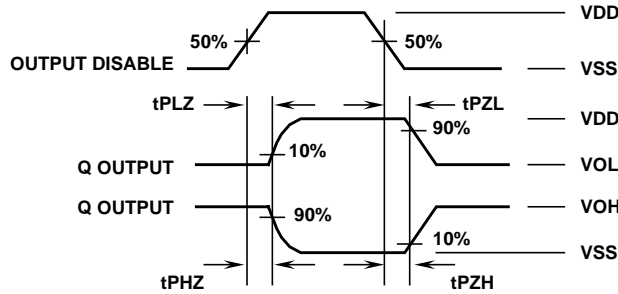 VDD
50%
50%
OUTPUT DISABLE
VSS
tPLZ
tPZL
VDD
90%
10%
Q OUTPUT
VOL
Q OUTPUT
VOH
90%
10%
VSS
tPHZ
tPZH